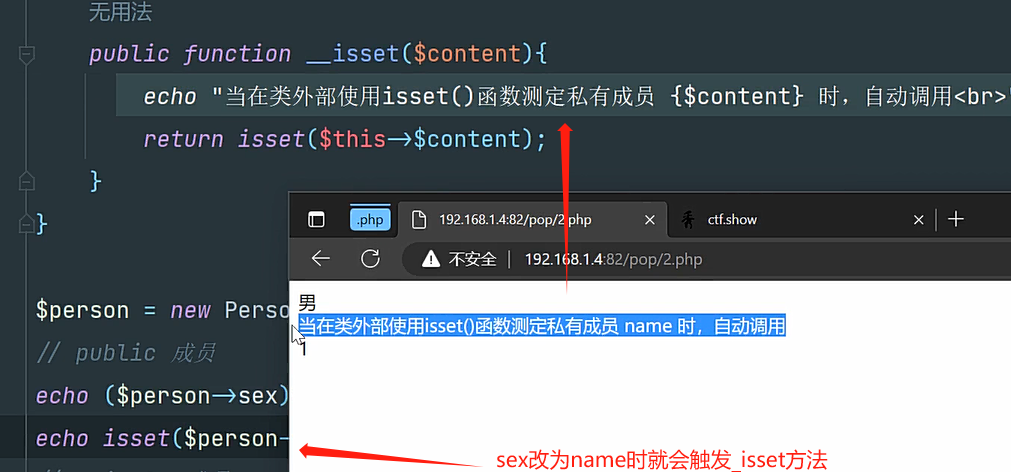 无用法
public function __isset($content){
echo "当在类外部使用isset()函数测定私有成员 {$content} 时，自动调用<br>"
return isset($this->$content);
}
}
.php
192.168.1.4:82/pop/2.php
ctf.show
不安全
192.168.1.4:82/pop/2.php
$person = new Perso
男
当在类外部使用isset()函数测定私有成员 name 时，自动调用
1
// public 成员
echo ($person->sex)
echo isset($person-
sex改为name时就会触发_isset方法